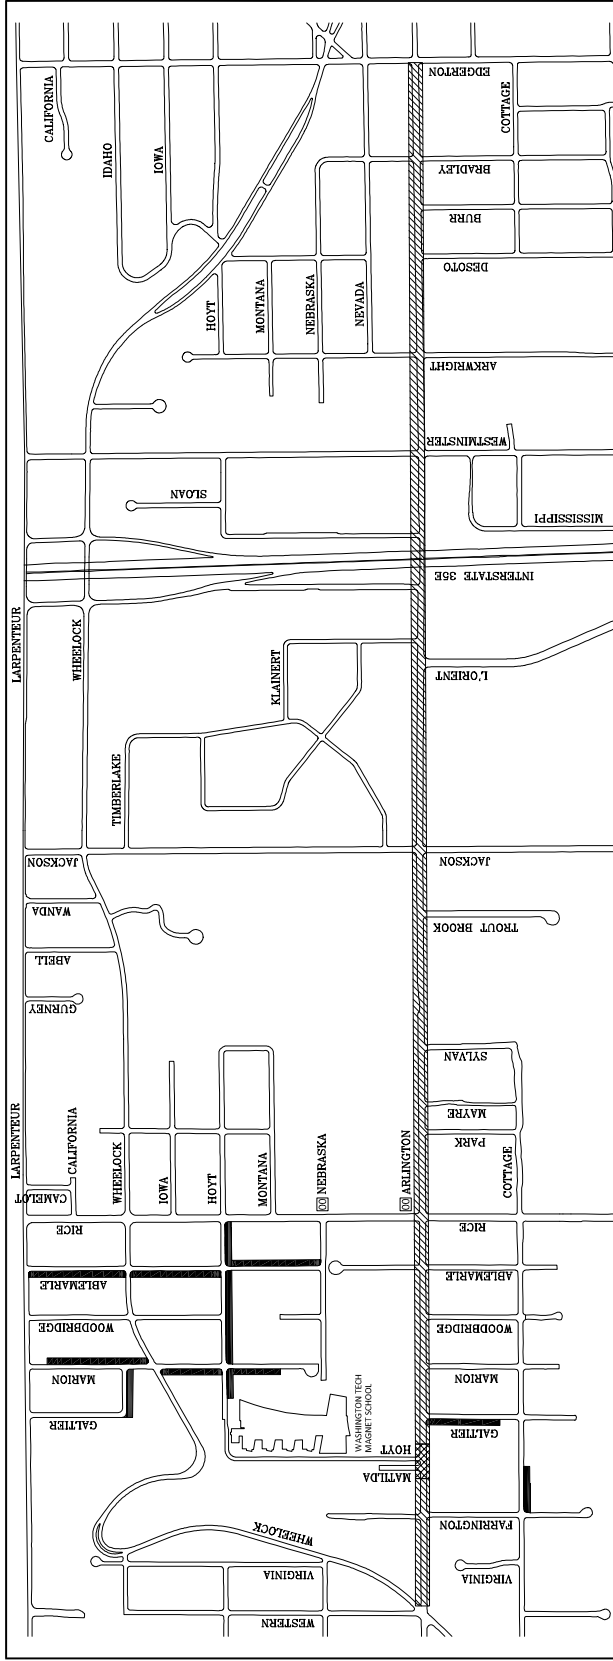 EDGERTON
COTTAGE
CALIFORNIA
IDAHO
IOWA
BRADLEY
BURR
DESOTO
HOYT
MONTANA
NEBRASKA
NEVADA
ARKWRIGHT
WESTMINSTER
SLOAN
MISSISSIPPI
INTERSTATE 35E
LARPENTEUR
WHEELOCK
KLAINERT
L'ORIENT
TIMBERLAKE
JACKSON
JACKSON
WANDA
TROUT BROOK
ABELL
GURNEY
SYLVAN
MAYRE
PARK
LARPENTEUR
CALIFORNIA
CAMELOT
WHEELOCK
IOWA
HOYT
MONTANA
NEBRASKA
ARLINGTON
COTTAGE
RICE
RICE
ABLEMARLE
ABLEMARLE
WOODBRIDGE
WOODBRIDGE
MARION
MARION
GALTIER
GALTIER
WASHINGTON TECH
MAGNET SCHOOL
HOYT
MATILDA
FARRINGTON
WHEELOCK
VIRGINIA
VIRGINIA
WESTERN